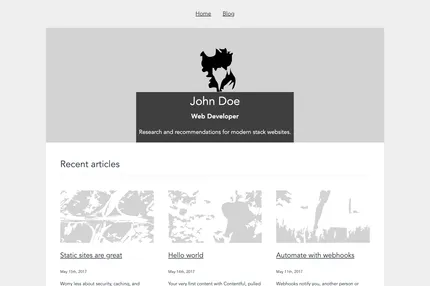 Home Blog
John Doe
Web Developer
Research and recommendations for modern stack websites.
Recent articles
Static sites are great Hello world Automate with webhooks
May 15th, 2017 May 14th, 2017 May 11th, 2017
Worry less about security, caching, and Your very first content with Contentful, pulled Webhooks notify you, another person or